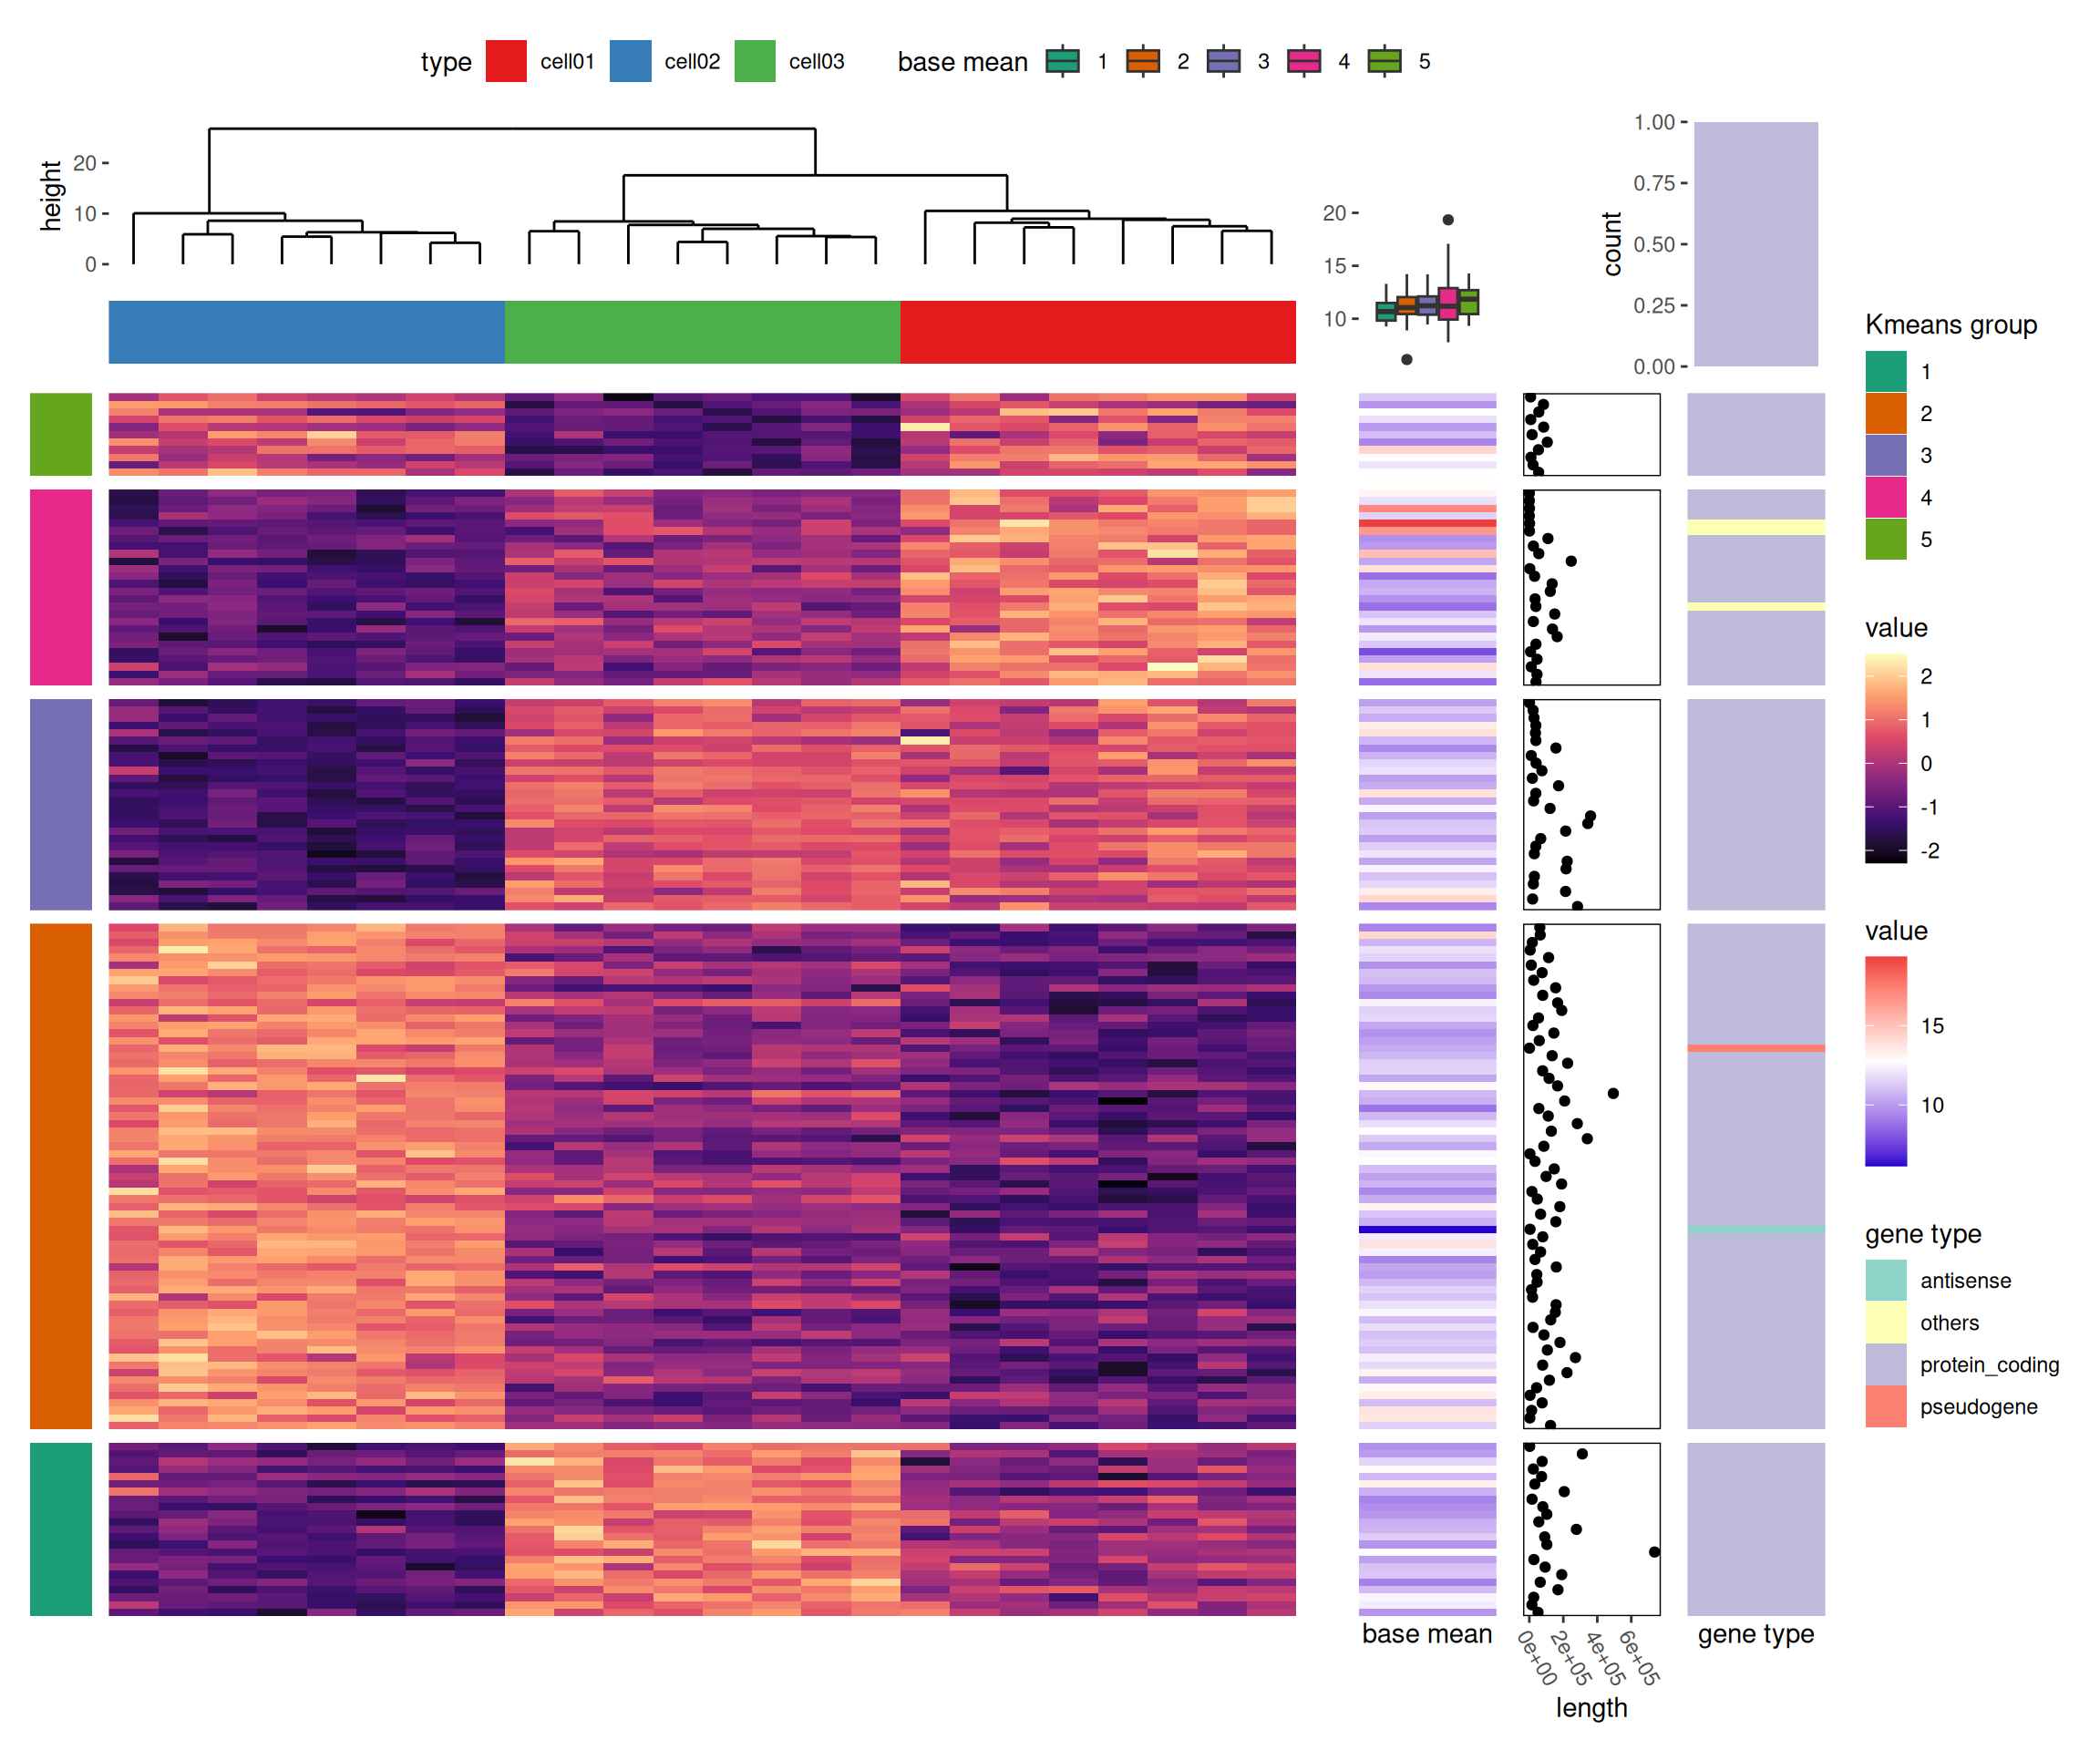 type cell01 cell02 cell03 base mean 1 2 3 4 5
height
20
10
0
20
15
10
count
1.00
0.75
0.50
0.25
0.00
Kmeans group
1
2
3
4
5
value
2
1
0
-1
-2
value
15
10
gene type
antisense
others
protein_coding
pseudogene
base mean
0e+00 2e+05 4e+05 6e+05
length
gene type